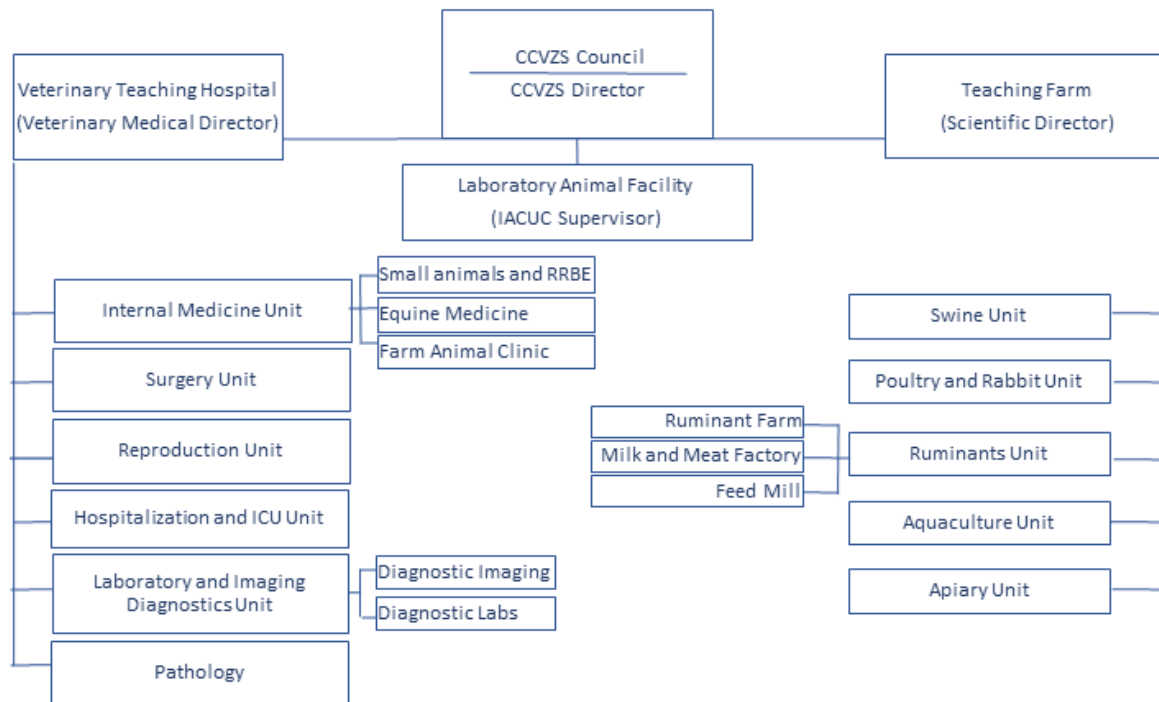 CCVZS Council
CCVZS Director
Veterinary Teaching Hospital
(Veterinary Medical Director)
Teaching Farm
(Scientific Director)
Laboratory Animal Facility
(IACUC Supervisor)
Internal Medicine Unit
Small animals and RRBE
Equine Medicine
Farm Animal Clinic
Surgery Unit
Reproduction Unit
Hospitalization and ICU Unit
Laboratory and Imaging
Diagnostics Unit
Diagnostic Imaging
Diagnostic Labs
Pathology
Swine Unit
Poultry and Rabbit Unit
Ruminants Unit
Ruminant Farm
Milk and Meat Factory
Feed Mill
Aquaculture Unit
Apiary Unit